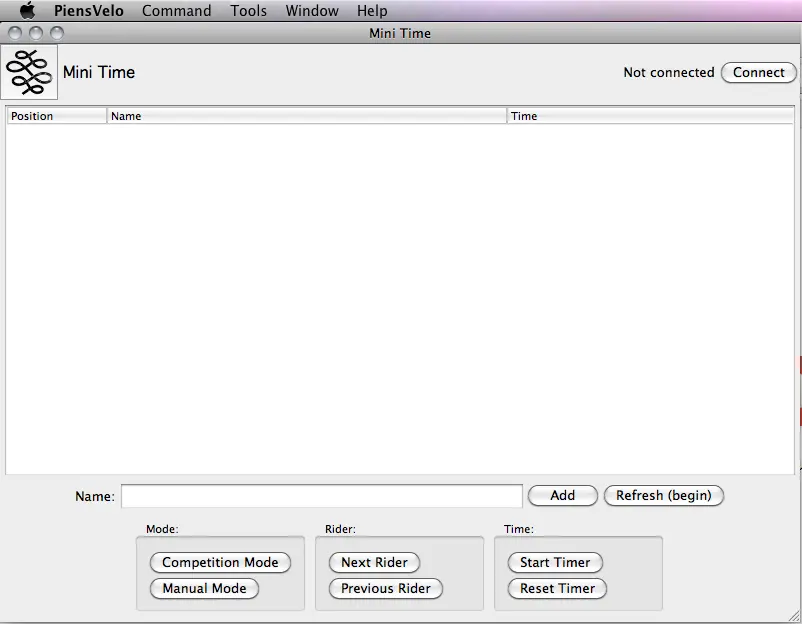 PiensVelo Command Tools Window Help
Mini Time
Mini Time
Not connected Connect
Position Name Time
Name: Add Refresh (begin)
Mode: Rider: Time:
Competition Mode Next Rider Start Timer
Manual Mode Previous Rider Reset Timer